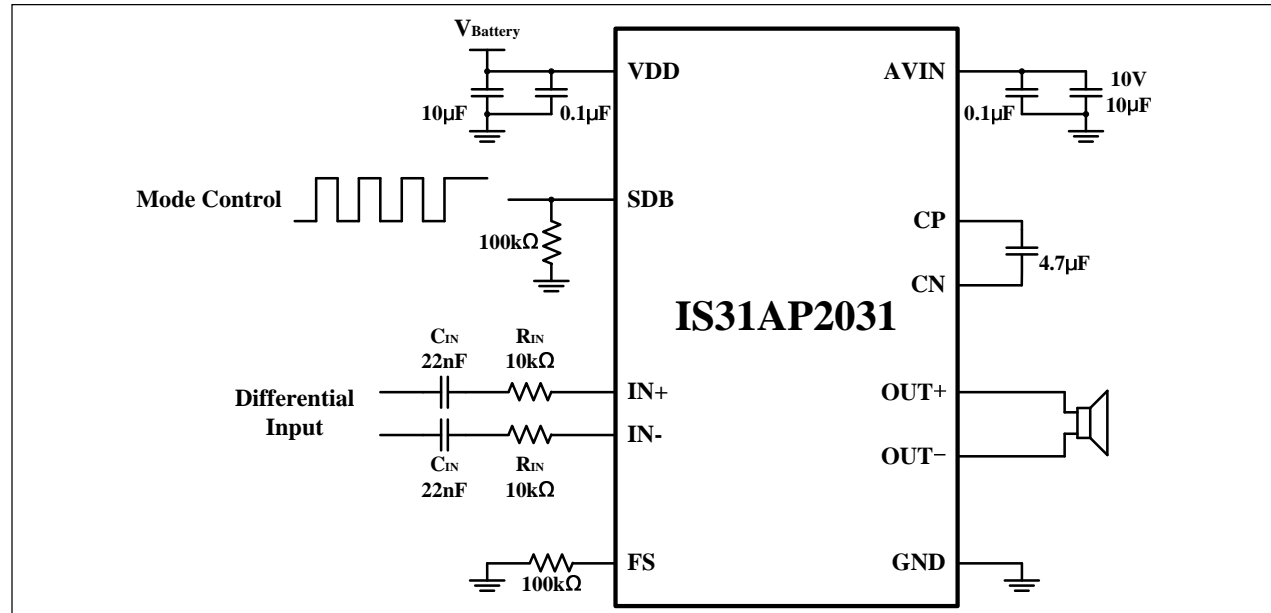 VBattery
VDD
AVIN
10µF
0.1µF
0.1µF
10V
10µF
Mode Control
SDB
100kΩ
CP
CN
4.7µF
IS31AP2031
CIN
22nF
RIN
10kΩ
Differential
Input
IN+
IN-
OUT+
OUT−
CIN
22nF
RIN
10kΩ
FS
100kΩ
GND